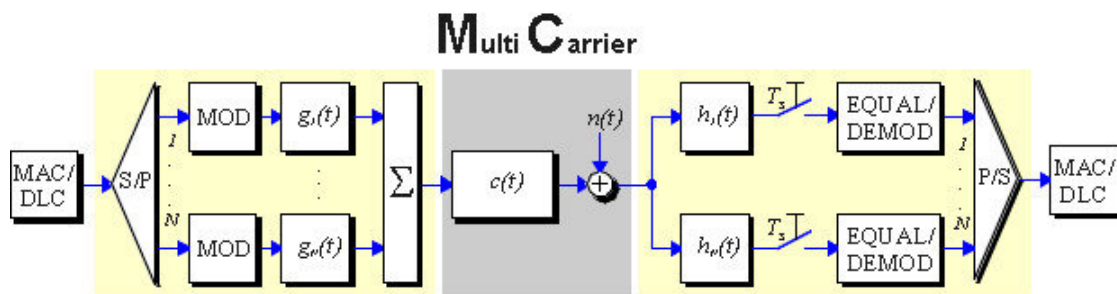 Multi Carrier
MAC/
DLC
S/P
1
N
MOD
MOD
g₁(t)
gₙ(t)
Σ
c(t)
n(t)
+
h₁(t)
hₙ(t)
Tₛ
Tₛ
EQUAL/
DEMOD
EQUAL/
DEMOD
1
N
P/S
MAC/
DLC